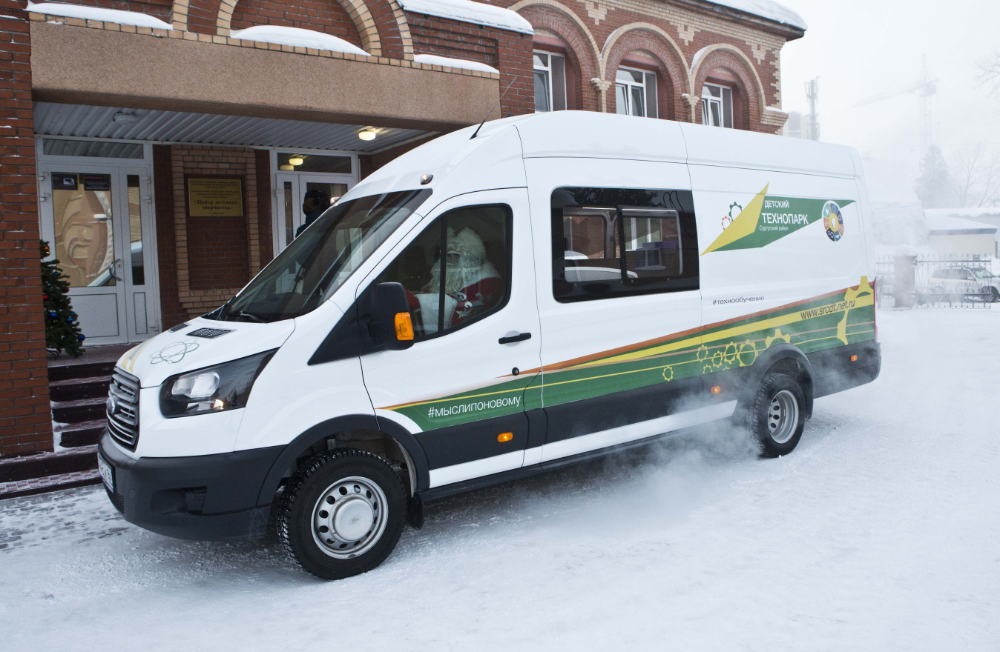 «Центр детского
творчества»
ДЕТСКИЙ
ТЕХНОПАРК
Сургутский район
#технообучение
www.srcdt.net.ru
#мыслипоновому